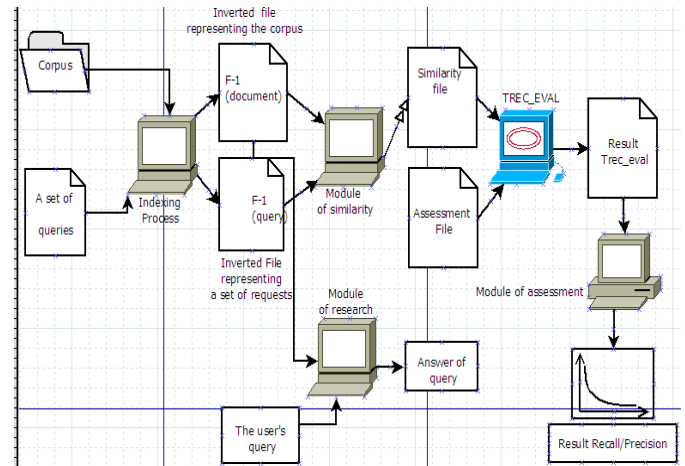 Inverted file
representing the corpus
Corpus
F-1
(document)
Similarity
file
TREC_EVAL
Result
Trec_eval
A set of
queries
Indexing
Process
F-1
(query)
Module
of similarity
Assessment
File
Inverted File
representing
a set of requests
Module
of research
Module of assessment
Answer of
query
The user's
query
Result Recall/Precision